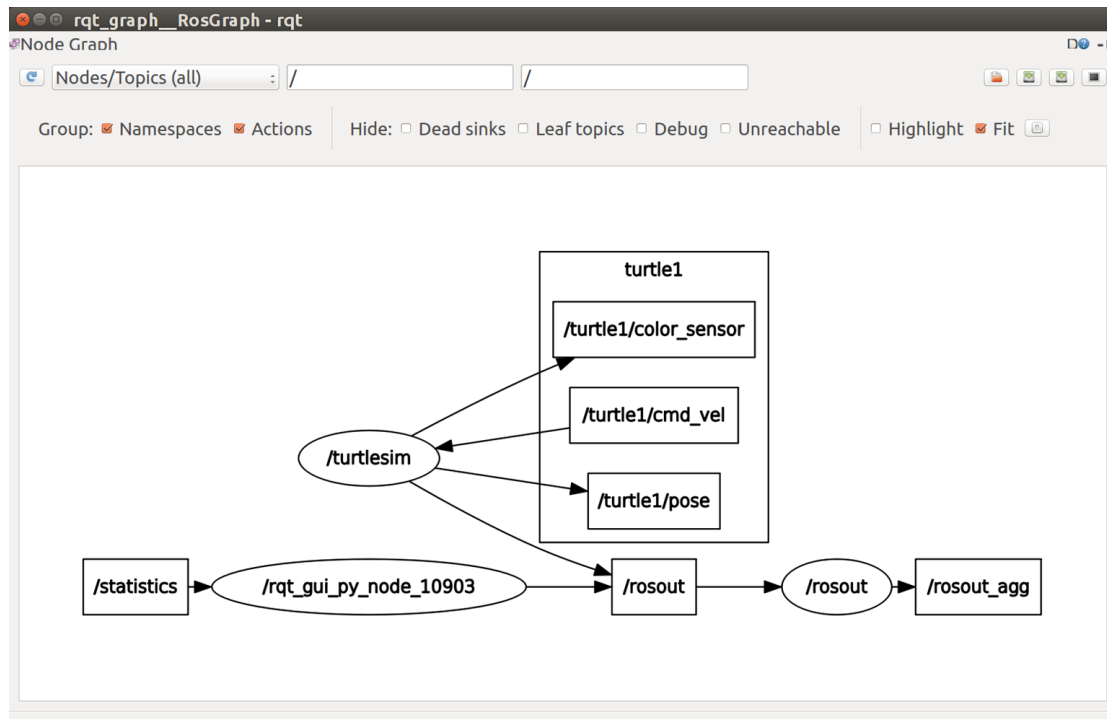 rqt_graph__RosGraph - rqt
Node Graph
D
-
Nodes/Topics (all)
/
/
Group: Namespaces Actions Hide: Dead sinks Leaf topics Debug Unreachable Highlight Fit
turtle1
/turtle1/color_sensor
/turtle1/cmd_vel
/turtlesim
/turtle1/pose
/statistics
/rqt_gui_py_node_10903
/rosout
/rosout
/rosout_agg